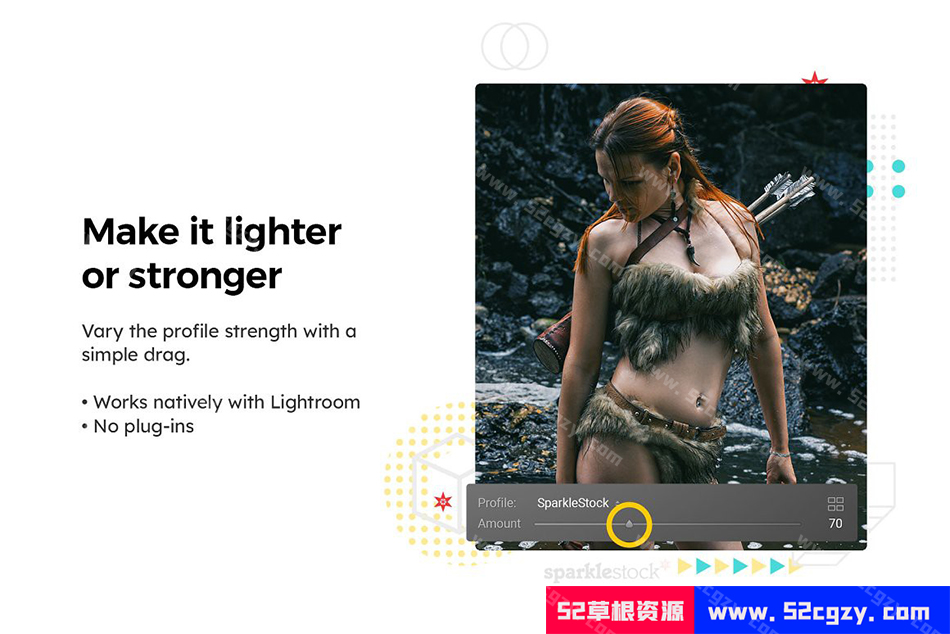 Make it lighter
or stronger
Vary the profile strength with a
simple drag.
• Works natively with Lightroom
• No plug-ins
Profile: SparkleStock
Amount 70
sparklestock
52草根资源 www.52cgzy.com